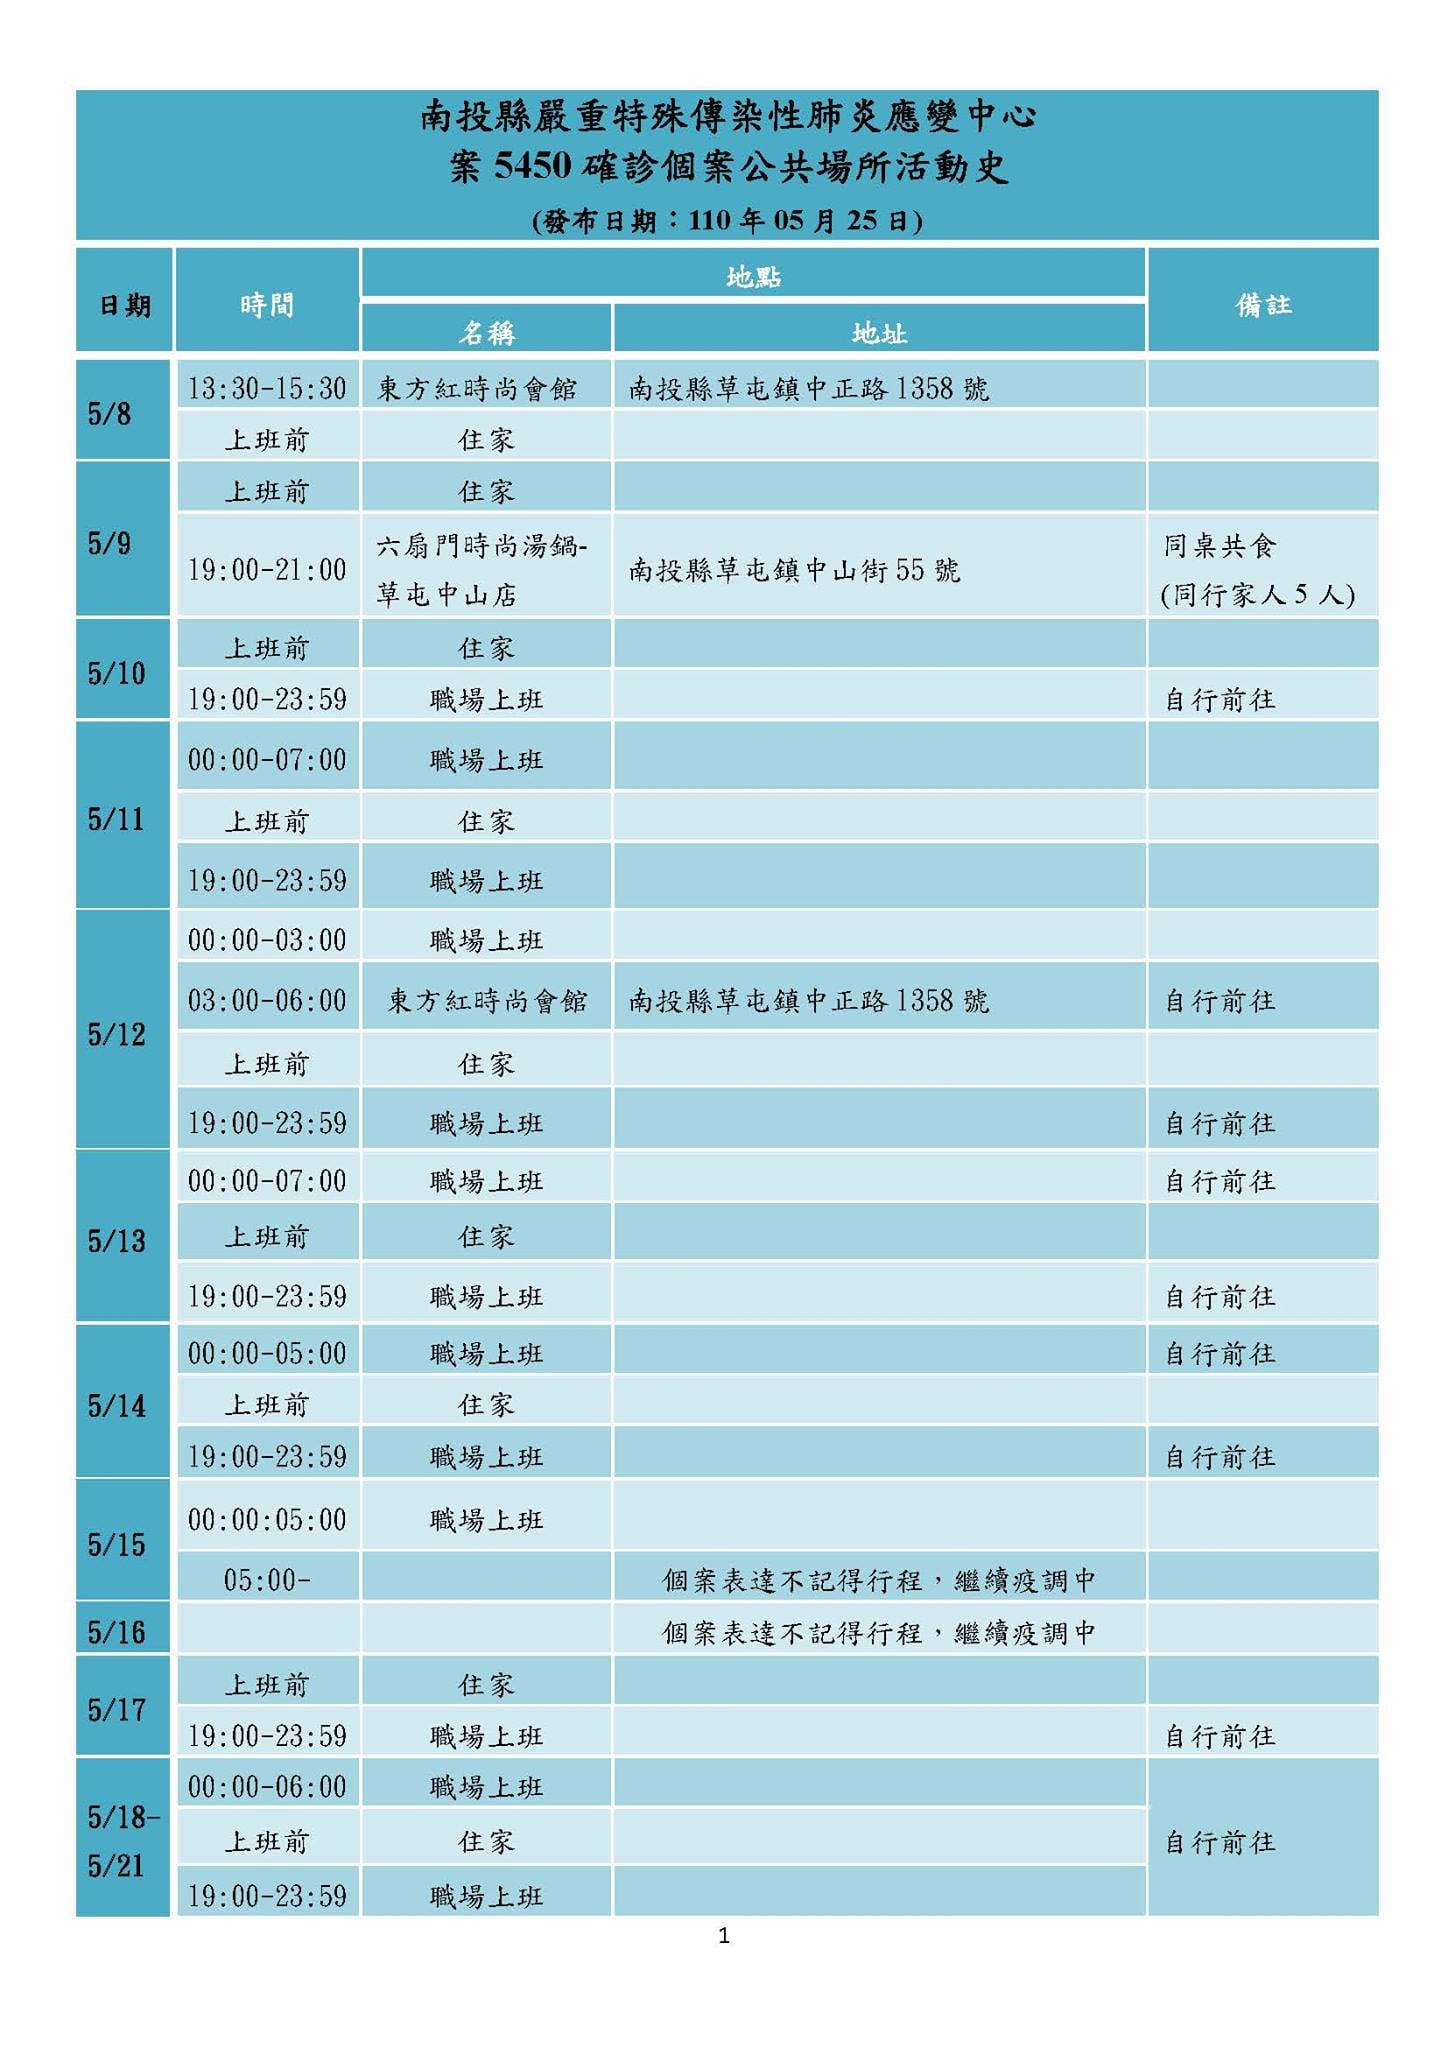 南投縣嚴重特殊傳染性肺炎應變中心
案 5450 確診個案公共場所活動史
(發布日期：110 年 05 月 25 日)
日期 時間 地點 備註
名稱 地址
5/8 13:30-15:30 東方紅時尚會館 南投縣草屯鎮中正路 1358 號
上班前 住家
5/9 上班前 住家
19:00-21:00 六扇門時尚湯鍋-
草屯中山店 南投縣草屯鎮中山街 55 號 同桌共食
(同行家人 5 人)
5/10 上班前 住家
19:00-23:59 職場上班 自行前往
5/11 00:00-07:00 職場上班
上班前 住家
19:00-23:59 職場上班
5/12 00:00-03:00 職場上班
03:00-06:00 東方紅時尚會館 南投縣草屯鎮中正路 1358 號 自行前往
上班前 住家
19:00-23:59 職場上班 自行前往
5/13 00:00-07:00 職場上班 自行前往
上班前 住家
19:00-23:59 職場上班 自行前往
5/14 00:00-05:00 職場上班 自行前往
上班前 住家
19:00-23:59 職場上班 自行前往
5/15 00:00:05:00 職場上班
05:00- 個案表達不記得行程，繼續疫調中
5/16 個案表達不記得行程，繼續疫調中
5/17 上班前 住家
19:00-23:59 職場上班 自行前往
5/18-
5/21 00:00-06:00 職場上班 自行前往
上班前 住家
19:00-23:59 職場上班
1